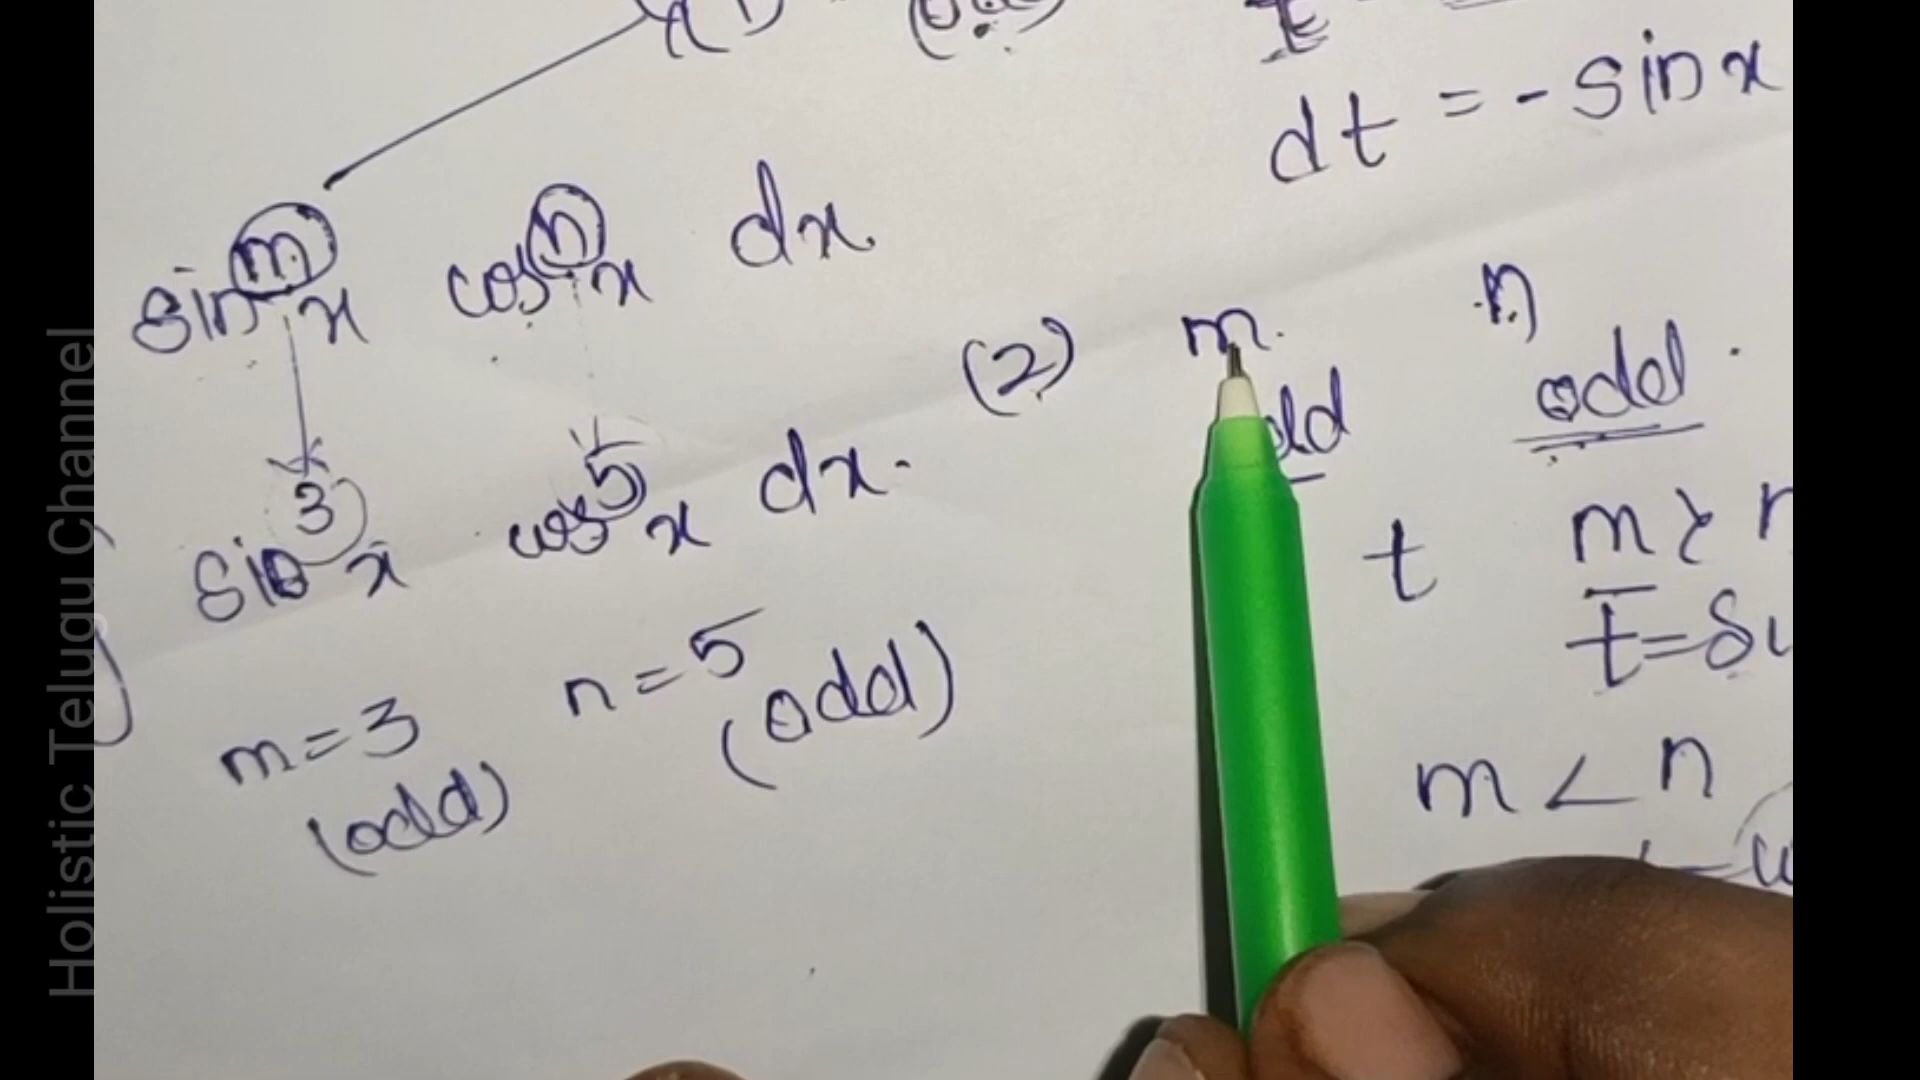 dt = - sin x
sin^m x cos^n x dx
(2) m n
odd
sin^3 x cos^5 x dx
t m > n
t = si
m = 3 n = 5
(odd) (odd)
m < n
Holistic Telugu Channel